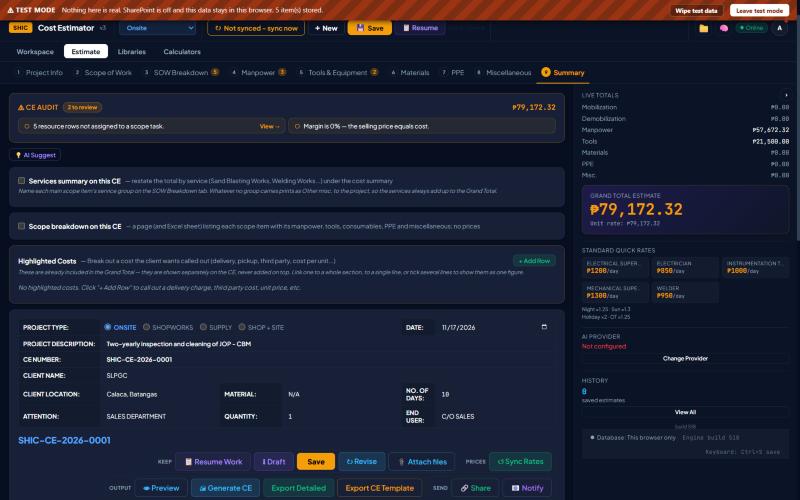 ⚠ TEST MODE Nothing here is real. SharePoint is off and this data stays in this browser. 5 item(s) stored. Wipe test data Leave test mode
SHIC Cost Estimator v3 Onsite Not synced - sync now + New Save Resume Online A
Workspace Estimate Libraries Calculators
1 Project Info 2 Scope of Work 3 SOW Breakdown 5 4 Manpower 3 5 Tools & Equipment 2 6 Materials 7 PPE 8 Miscellaneous 9 Summary
⚠ CE AUDIT 2 to review ₱79,172.32
5 resource rows not assigned to a scope task. View →
Margin is 0% — the selling price equals cost.
AI Suggest
Services summary on this CE — restate the total by service (Sand Blasting Works, Welding Works...) under the cost summary
Name each main scope item's service group on the SOW Breakdown tab. Whatever no group carries prints as Other misc. to the project, so the services always add up to the Grand Total.
Scope breakdown on this CE — a page (and Excel sheet) listing each scope item with its manpower, tools, consumables, PPE and miscellaneous; no prices
Highlighted Costs — Break out a cost the client wants called out (delivery, pickup, third party, cost per unit...) + Add Row
These are already included in the Grand Total — they are shown separately on the CE, never added on top. Link one to a whole section, to a single line, or tick several lines to show them as one figure.
No highlighted costs. Click "+ Add Row" to call out a delivery charge, third party cost, unit price, etc.
PROJECT TYPE: ONSITE SHOPWORKS SUPPLY SHOP + SITE DATE: 11/17/2026
PROJECT DESCRIPTION: Two-yearly inspection and cleaning of JOP - CBM
CE NUMBER: SHIC-CE-2026-0001
CLIENT NAME: SLPGC
CLIENT LOCATION: Calaca, Batangas MATERIAL: N/A NO. OF DAYS: 10
ATTENTION: SALES DEPARTMENT QUANTITY: 1 END USER: C/O SALES
SHIC-CE-2026-0001
KEEP Resume Work Draft Save Revise Attach files PRICES Sync Rates
OUTPUT Preview Generate CE Export Detailed Export CE Template SEND Share Notify
LIVE TOTALS
Mobilization ₱0.00
Demobilization ₱0.00
Manpower ₱57,672.32
Tools ₱21,500.00
Materials ₱0.00
PPE ₱0.00
Misc. ₱0.00
GRAND TOTAL ESTIMATE
₱79,172.32
Unit rate: ₱79,172.32
STANDARD QUICK RATES
ELECTRICAL SUPER... ₱1200/day
ELECTRICIAN ₱850/day
INSTRUMENTATION T... ₱1000/day
MECHANICAL SUPE... ₱1300/day
WELDER ₱950/day
Night ×1.25 · Sun ×1.3
Holiday ×2 · OT ×1.25
AI PROVIDER
Not configured
Change Provider
HISTORY
0
saved estimates
View All
build 518
Database: This browser only Engine build 518
Keyboard: Ctrl+S save